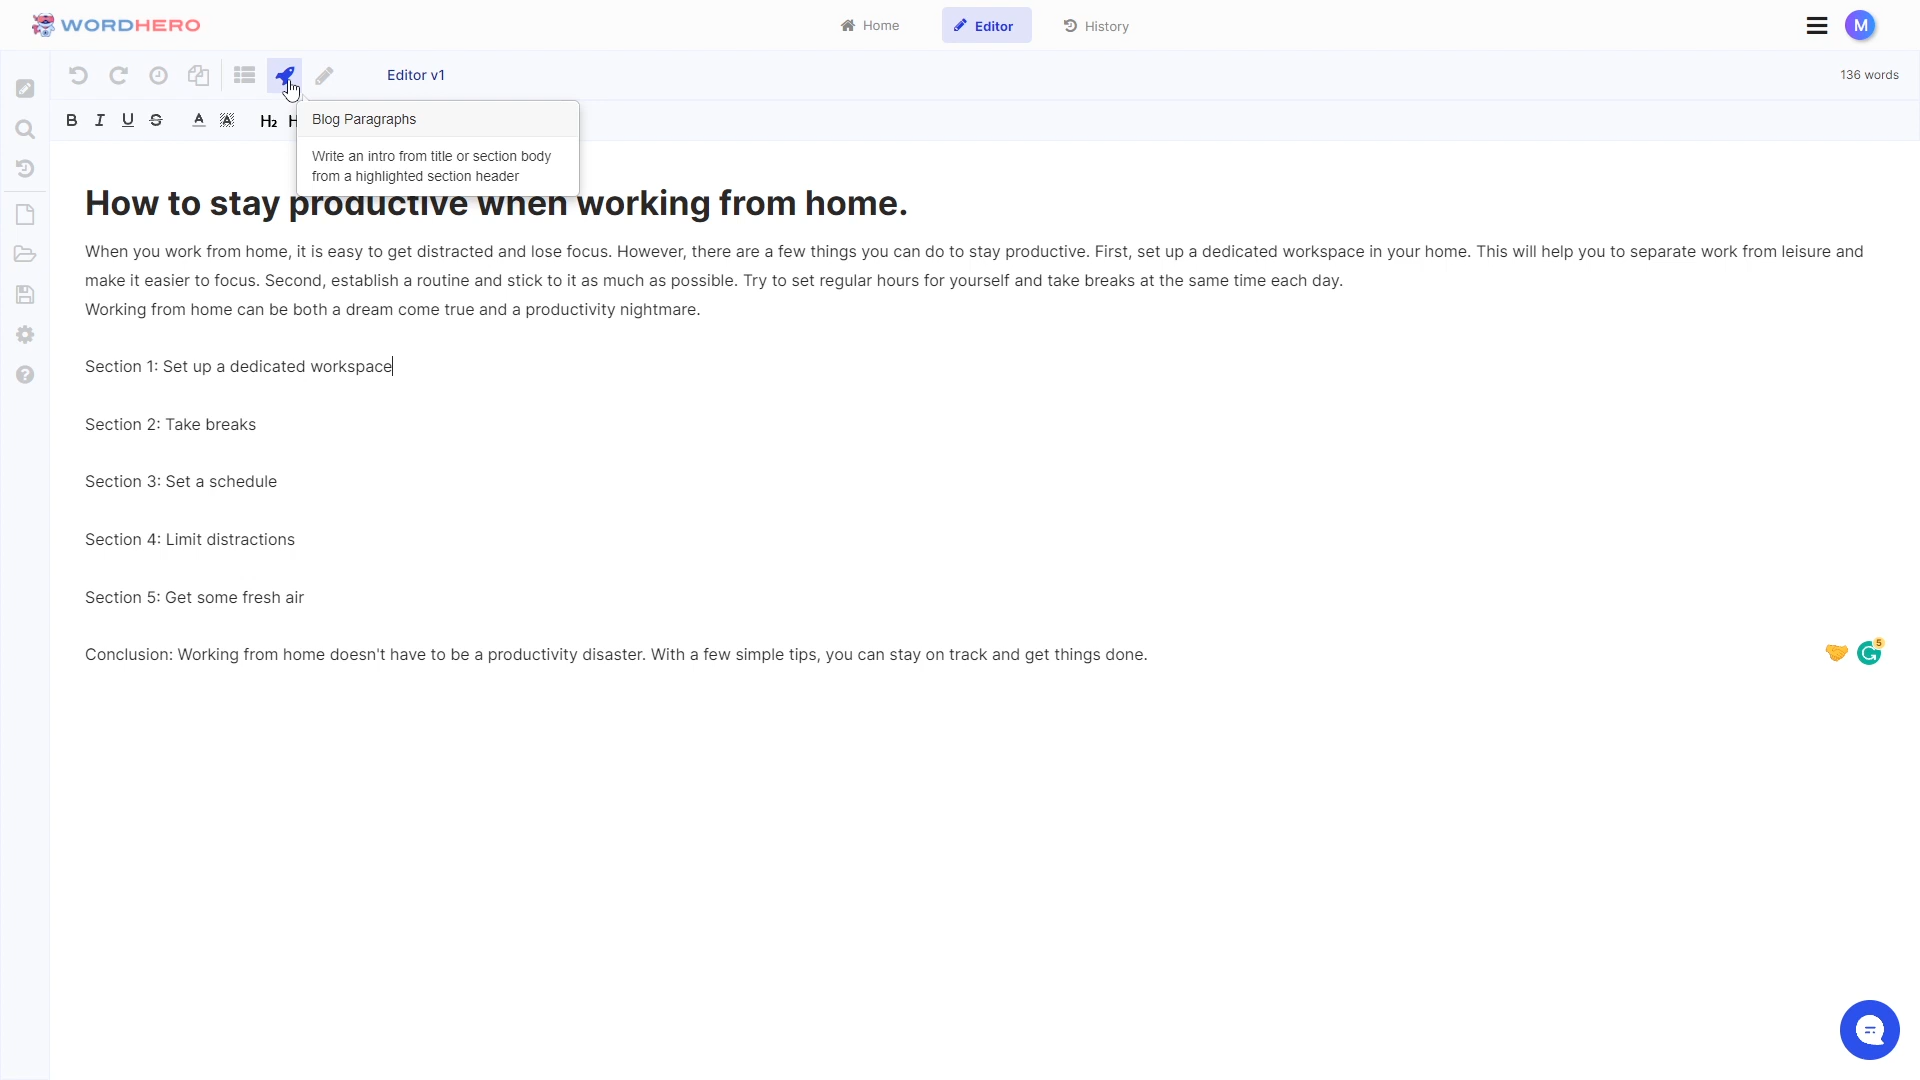 WORDHERO
Home
Editor
History
M
Editor v1
136 words
B I U S A A H₂ H
Blog Paragraphs
Write an intro from title or section body
from a highlighted section header
How to stay productive when working from home.
When you work from home, it is easy to get distracted and lose focus. However, there are a few things you can do to stay productive. First, set up a dedicated workspace in your home. This will help you to separate work from leisure and
make it easier to focus. Second, establish a routine and stick to it as much as possible. Try to set regular hours for yourself and take breaks at the same time each day.
Working from home can be both a dream come true and a productivity nightmare.
Section 1: Set up a dedicated workspace
Section 2: Take breaks
Section 3: Set a schedule
Section 4: Limit distractions
Section 5: Get some fresh air
Conclusion: Working from home doesn't have to be a productivity disaster. With a few simple tips, you can stay on track and get things done.
5